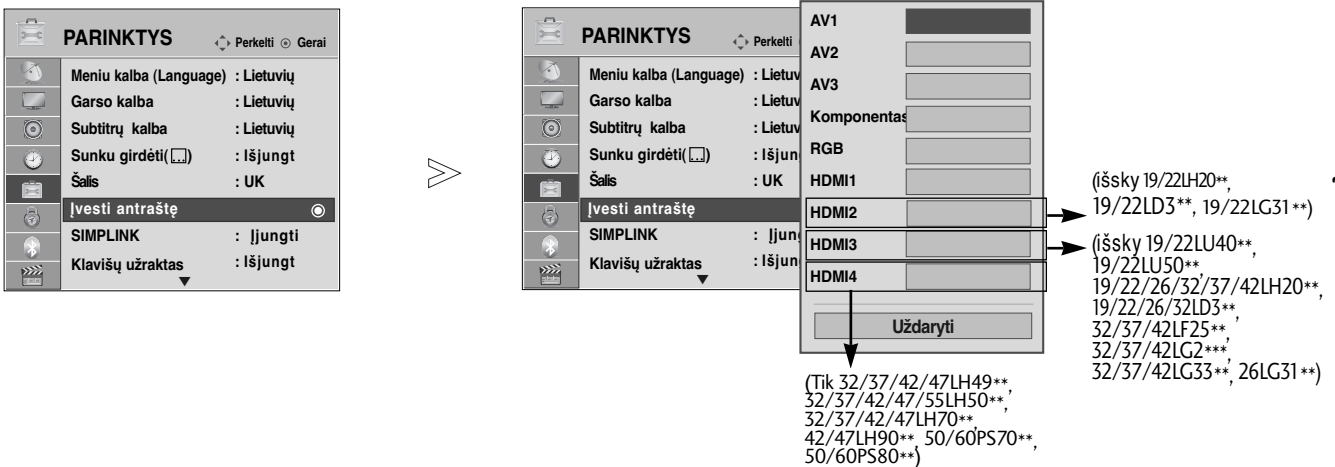 PARINKTYS Perkelti Gerai
Meniu kalba (Language) : Lietuvių
Garso kalba : Lietuvių
Subtitrų kalba : Lietuvių
Sunku girdėti( ) : Išjungt
Šalis : UK
Įvesti antraštę
SIMPLINK : Įjungti
Klavišų užraktas : Išjungt
PARINKTYS Perkelti
Meniu kalba (Language) : Lietuv
Garso kalba : Lietuv
Subtitrų kalba : Lietuv
Sunku girdėti( ) : Išjun
Šalis : UK
Įvesti antraštę
SIMPLINK : Įjung
Klavišų užraktas : Išjun
AV1
AV2
AV3
Komponentas
RGB
HDMI1
HDMI2
HDMI3
HDMI4
Uždaryti
(išsky 19/22LH20**,
19/22LD3**, 19/22LG31**)
(išsky 19/22LU40**,
19/22LU50**,
19/22/26/32/37/42LH20**,
19/22/26/32LD3**,
32/37/42LF25**,
32/37/42LG2***,
32/37/42LG33**, 26LG31**)
(Tik 32/37/42/47LH49**,
32/37/42/47/55LH50**,
32/37/42/47LH70**,
42/47LH90**, 50/60PS70**,
50/60PS80**)